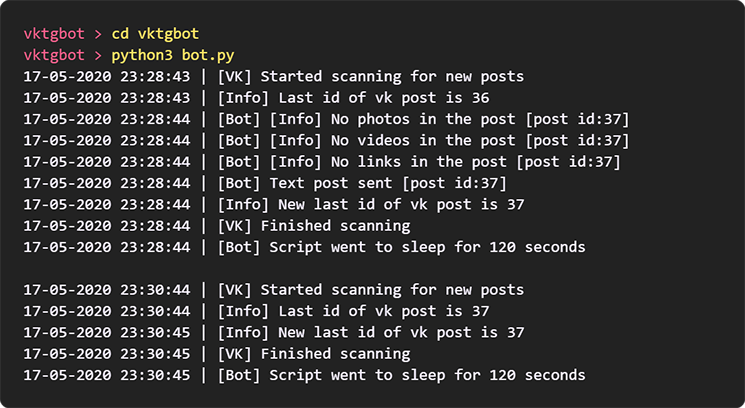 vktgbot > cd vktgbot
vktgbot > python3 bot.py
17-05-2020 23:28:43 | [VK] Started scanning for new posts
17-05-2020 23:28:43 | [Info] Last id of vk post is 36
17-05-2020 23:28:44 | [Bot] [Info] No photos in the post [post id:37]
17-05-2020 23:28:44 | [Bot] [Info] No videos in the post [post id:37]
17-05-2020 23:28:44 | [Bot] [Info] No links in the post [post id:37]
17-05-2020 23:28:44 | [Bot] Text post sent [post id:37]
17-05-2020 23:28:44 | [Info] New last id of vk post is 37
17-05-2020 23:28:44 | [VK] Finished scanning
17-05-2020 23:28:44 | [Bot] Script went to sleep for 120 seconds
17-05-2020 23:30:44 | [VK] Started scanning for new posts
17-05-2020 23:30:44 | [Info] Last id of vk post is 37
17-05-2020 23:30:45 | [Info] New last id of vk post is 37
17-05-2020 23:30:45 | [VK] Finished scanning
17-05-2020 23:30:45 | [Bot] Script went to sleep for 120 seconds